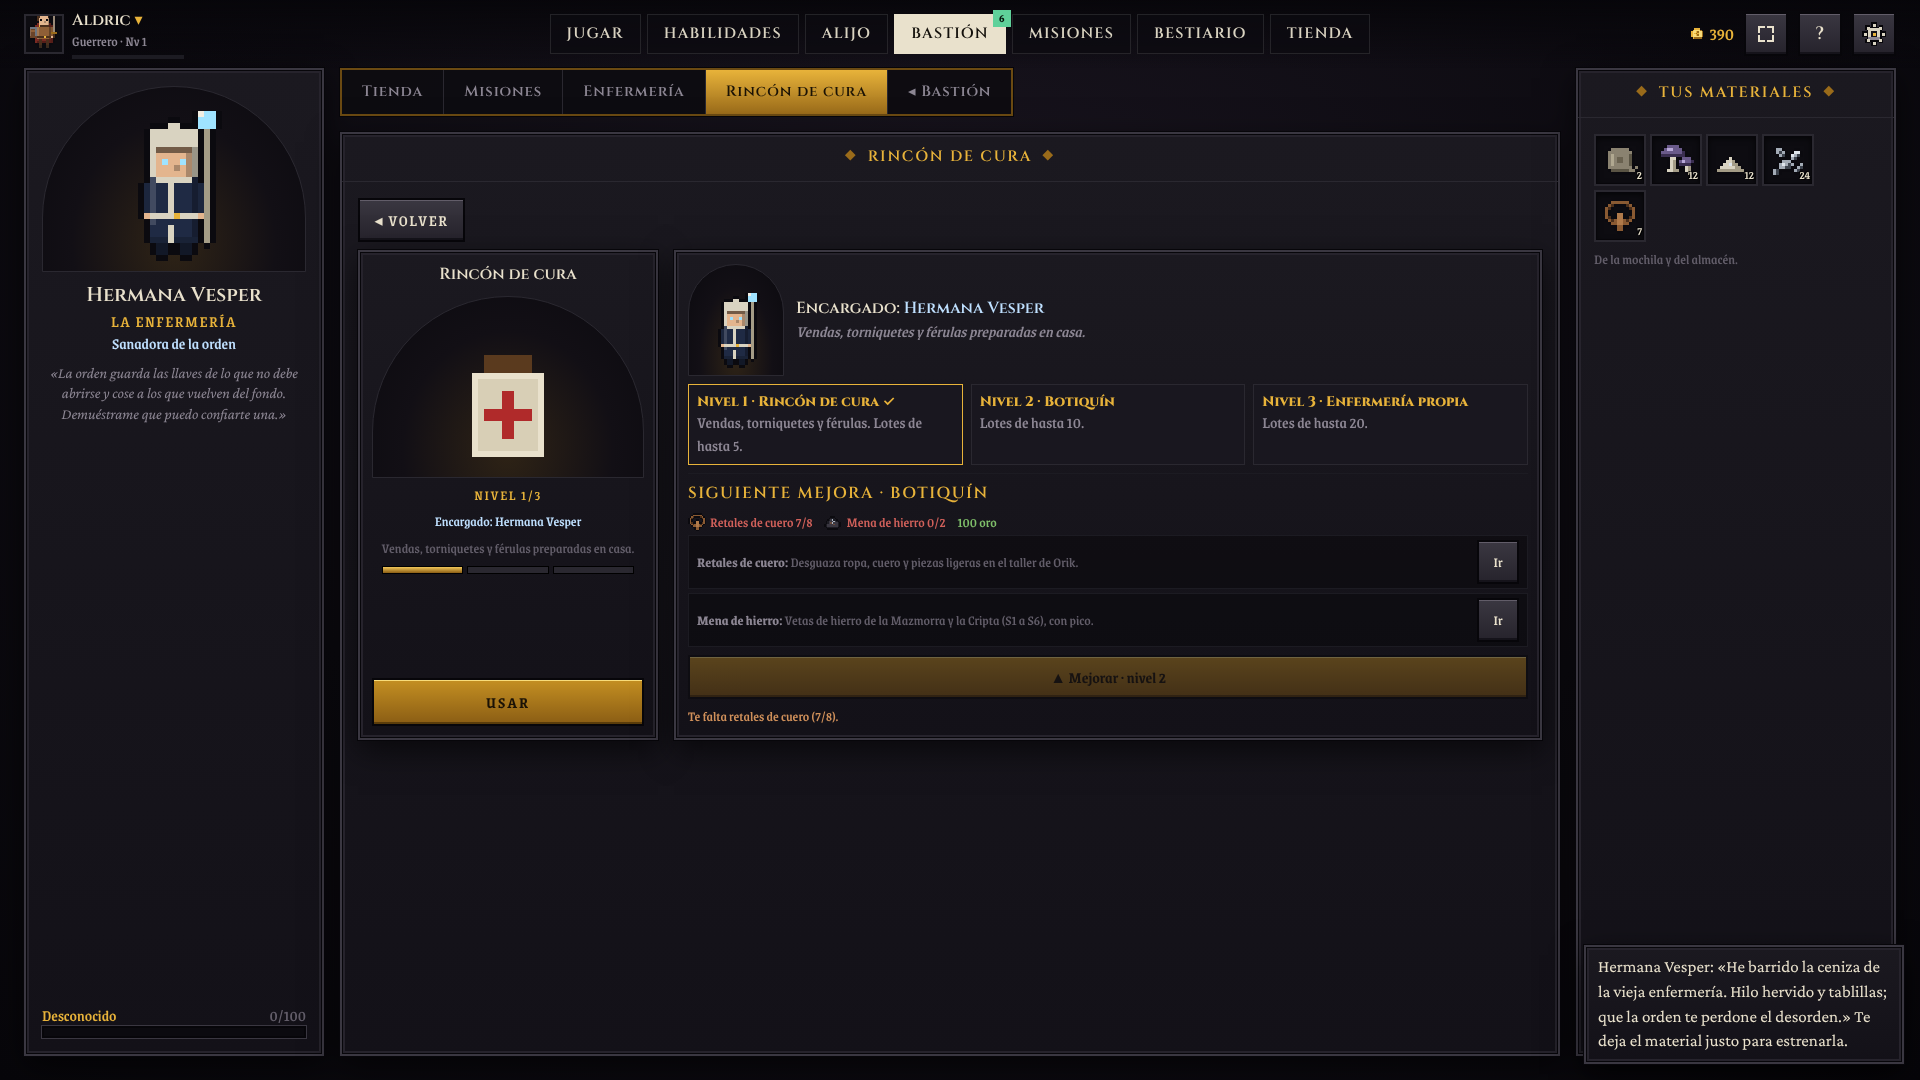 Aldric ▾
Guerrero · Nv 1
JUGAR
HABILIDADES
ALIJO
BASTIÓN
6
MISIONES
BESTIARIO
TIENDA
390
?
Tienda
Misiones
Enfermería
Rincón de cura
◂ Bastión
Hermana Vesper
LA ENFERMERÍA
Sanadora de la orden
«La orden guarda las llaves de lo que no debe
abrirse y cose a los que vuelven del fondo.
Demuéstrame que puedo confiarte una.»
Desconocido
0/100
◆ RINCÓN DE CURA ◆
◂ VOLVER
Rincón de cura
NIVEL 1/3
Encargado: Hermana Vesper
Vendas, torniquetes y férulas preparadas en casa.
USAR
Encargado: Hermana Vesper
Vendas, torniquetes y férulas preparadas en casa.
Nivel 1 · Rincón de cura ✓
Vendas, torniquetes y férulas. Lotes de
hasta 5.
Nivel 2 · Botiquín
Lotes de hasta 10.
Nivel 3 · Enfermería propia
Lotes de hasta 20.
SIGUIENTE MEJORA · BOTIQUÍN
Retales de cuero 7/8
Mena de hierro 0/2
100 oro
Retales de cuero: Desguaza ropa, cuero y piezas ligeras en el taller de Orik.
Ir
Mena de hierro: Vetas de hierro de la Mazmorra y la Cripta (S1 a S6), con pico.
Ir
▲ Mejorar · nivel 2
Te falta retales de cuero (7/8).
◆ TUS MATERIALES ◆
2
12
12
24
7
De la mochila y del almacén.
Hermana Vesper: «He barrido la ceniza de
la vieja enfermería. Hilo hervido y tablillas;
que la orden te perdone el desorden.» Te
deja el material justo para estrenarla.